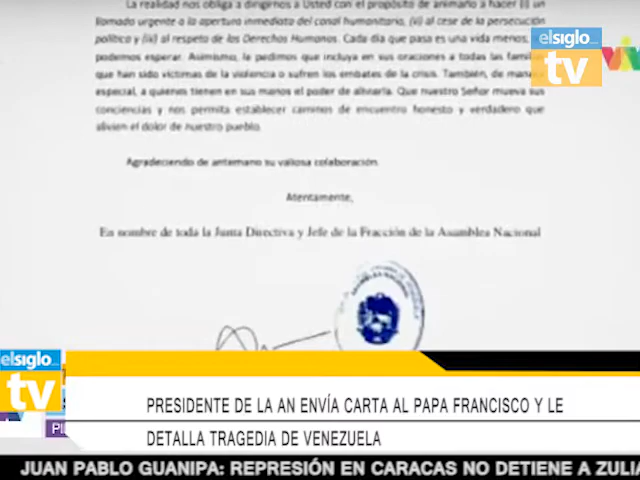 La realidad nos obliga a dirigirnos a Usted con el propósito de animarlo a hacer (i) un
llamado urgente a la apertura inmediata del canal humanitario, (ii) al cese de la persecución
política y (iii) al respeto de los Derechos Humanos. Cada día que pasa es una vida menos,
podemos esperar. Asimismo, le pedimos que incluya en sus oraciones a todas las familias
que han sido víctimas de la violencia o sufren los embates de la crisis. También, de manera
especial, a quienes tienen en sus manos el poder de aliviarla. Que nuestro Señor mueva sus
conciencias y nos permita establecer caminos de encuentro honesto y verdadero que
alivien el dolor de nuestro pueblo.
Agradeciendo de antemano su valiosa colaboración.
Atentamente,
En nombre de toda la Junta Directiva y Jefe de la Fracción de la Asamblea Nacional
elsiglo
tv
elsiglo
tv
PRESIDENTE DE LA AN ENVÍA CARTA AL PAPA FRANCISCO Y LE
DETALLA TRAGEDIA DE VENEZUELA
JUAN PABLO GUANIPA: REPRESIÓN EN CARACAS NO DETIENE A ZULIA